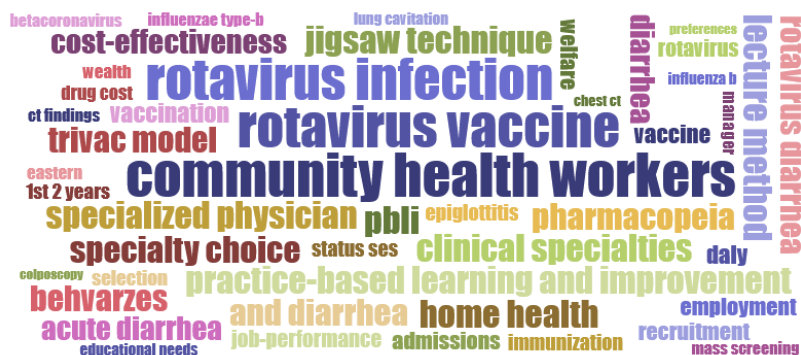 betacoronavirus
influenzae type-b
lung cavitation
cost-effectiveness
jigsaw technique
welfare
diarrhea
preferences
rotavirus
lecture method
rotavirus diarrhea
wealth
rotavirus infection
influenza b
drug cost
chest ct
manager
ct findings
vaccination
rotavirus vaccine
vaccine
trivac model
community health workers
eastern
1st 2 years
specialized physician
pbli
epiglottitis
pharmacopeia
specialty choice
status ses
clinical specialties
daly
colposcopy
selection
practice-based learning and improvement
behvarzes
and diarrhea
home health
employment
acute diarrhea
job-performance
admissions
immunization
recruitment
educational needs
mass screening